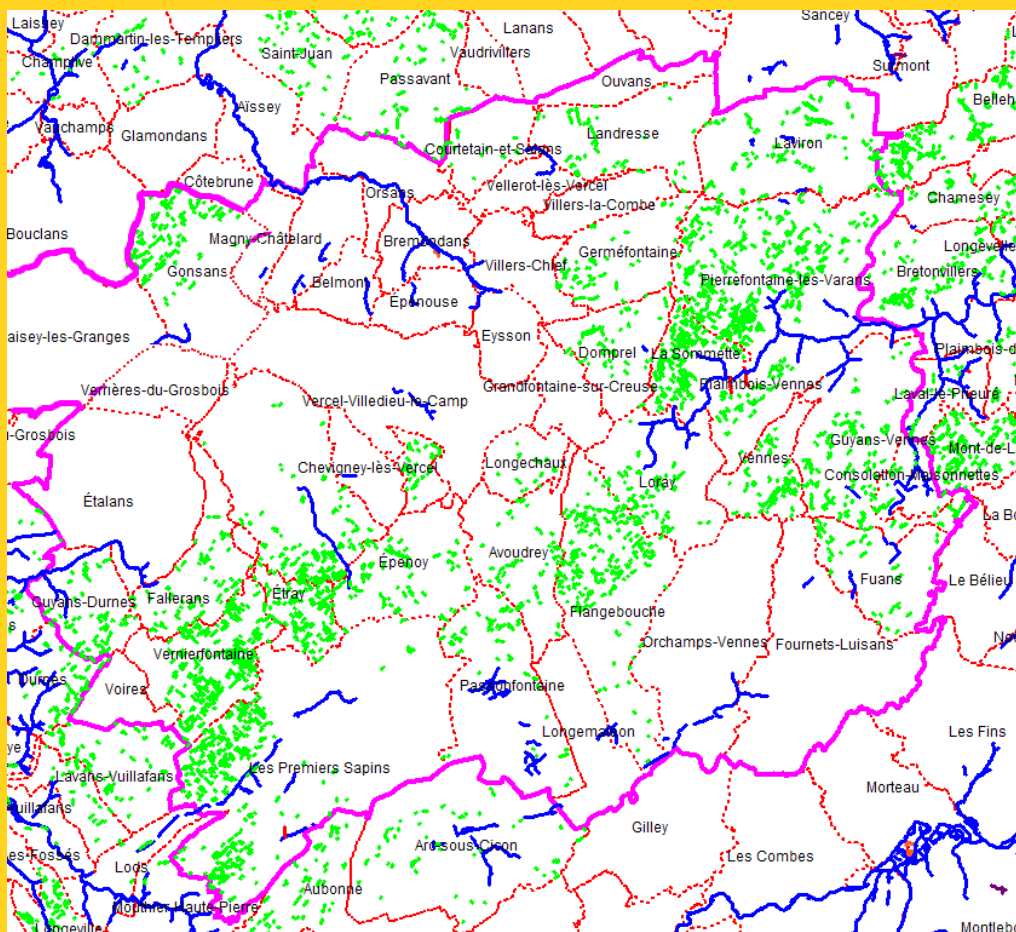 Laissey
Lanans
Sancey
Dammartin-les-Templiers
Saint-Juan
Vaudrivillers
Champlive
Passavant
Ouvans
Surmont
Belleh
Aïssey
Vauchamps
Glamondans
Landresse
Laviron
Courtetain-et-Salans
Côtebrune
Orsans
Vellerot-lès-Vercel
Villers-la-Combe
Chamesey
Bouclans
Magny-Châtelard
Bremondans
Longevelle
Germéfontaine
Villers-Chief
Gonsans
Belmont
Pierrefontaine-les-Varans
Bretonvillers
Epenouse
aisey-les-Granges
Eysson
Domprel
La Sommette
Plaimbois-d
Verrières-du-Grosbois
Grandfontaine-sur-Creuse
Plaimbois-Vennes
Laval-le-Prieuré
Vercel-Villedieu-le-Camp
-Grosbois
Guyans-Vennes
Mont-de-L
Chevigney-lès-Vercel
Longechaux
Vennes
Consolation-Maisonnettes
Loray
Étalans
La Bo
Avoudrey
Épenoy
Fuans
Le Bélieu
Guyans-Durnes
Fallerans
Étray
Flangebouche
Orchamps-Vennes
Fournets-Luisans
Vernierfontaine
Durnes
Voires
Passonfontaine
Longemaison
Les Fins
Les Premiers Sapins
Lavans-Vuillafans
Morteau
uillafans
Gilley
Arc-sous-Cicon
Les Combes
es-Fossés
Lods
Aubonne
Mouthier-Haute-Pierre
Longeville
Montlebo